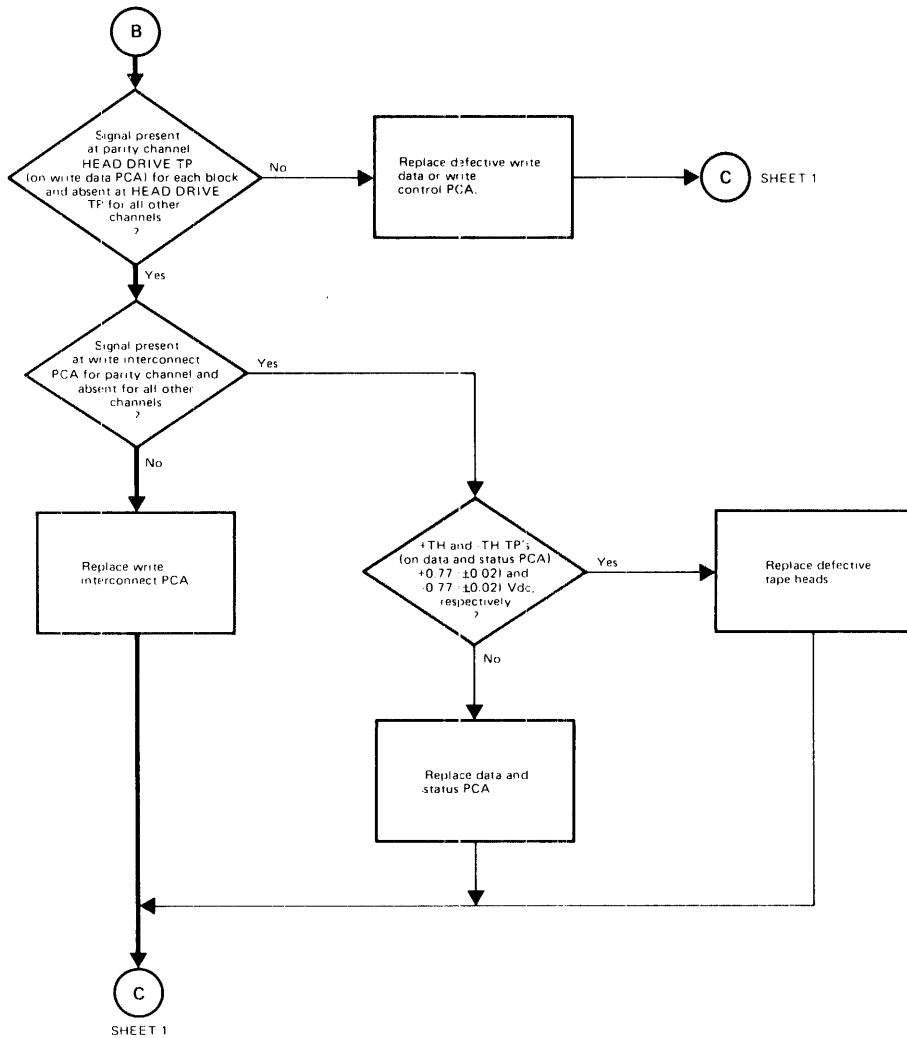 B
Signal present
at parity channel
HEAD DRIVE TP
(on write data PCA) for each block
and absent at HEAD DRIVE
TP for all other
channels
?
No
Replace defective write
data or write
control PCA.
C
SHEET 1
Yes
Signal present
at write interconnect
PCA for parity channel and
absent for all other
channels
?
Yes
No
Replace write
interconnect PCA
+TH and -TH TP's
(on data and status PCA)
+0.77 (±0.02) and
-0.77 (±0.02) Vdc,
respectively
?
Yes
Replace defective
tape heads
No
Replace data and
status PCA
C
SHEET 1